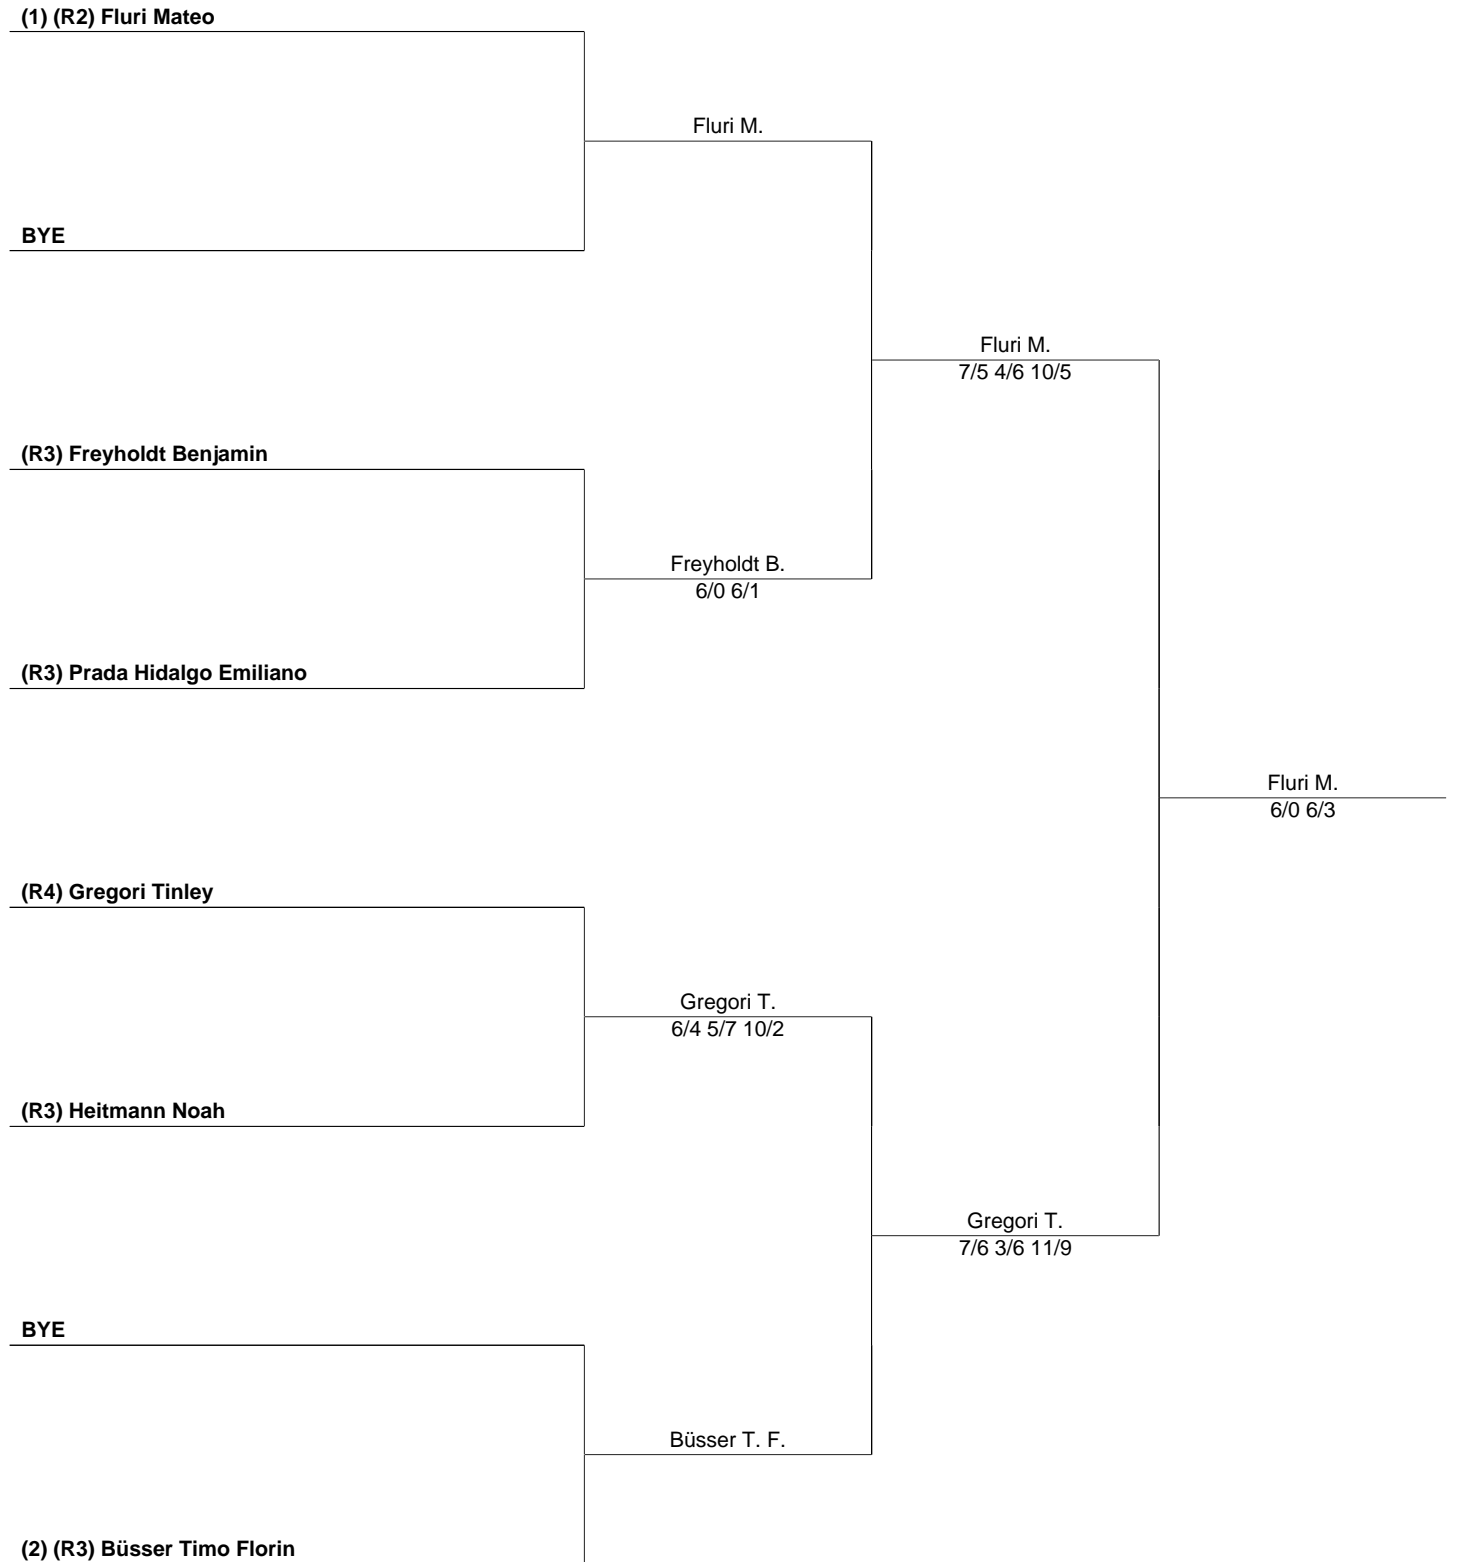 (1) (R2) Fluri Mateo
Fluri M.
BYE
Fluri M.
7/5 4/6 10/5
(R3) Freyholdt Benjamin
Freyholdt B.
6/0 6/1
(R3) Prada Hidalgo Emiliano
Fluri M.
6/0 6/3
(R4) Gregori Tinley
Gregori T.
6/4 5/7 10/2
(R3) Heitmann Noah
Gregori T.
7/6 3/6 11/9
BYE
Büsser T. F.
(2) (R3) Büsser Timo Florin